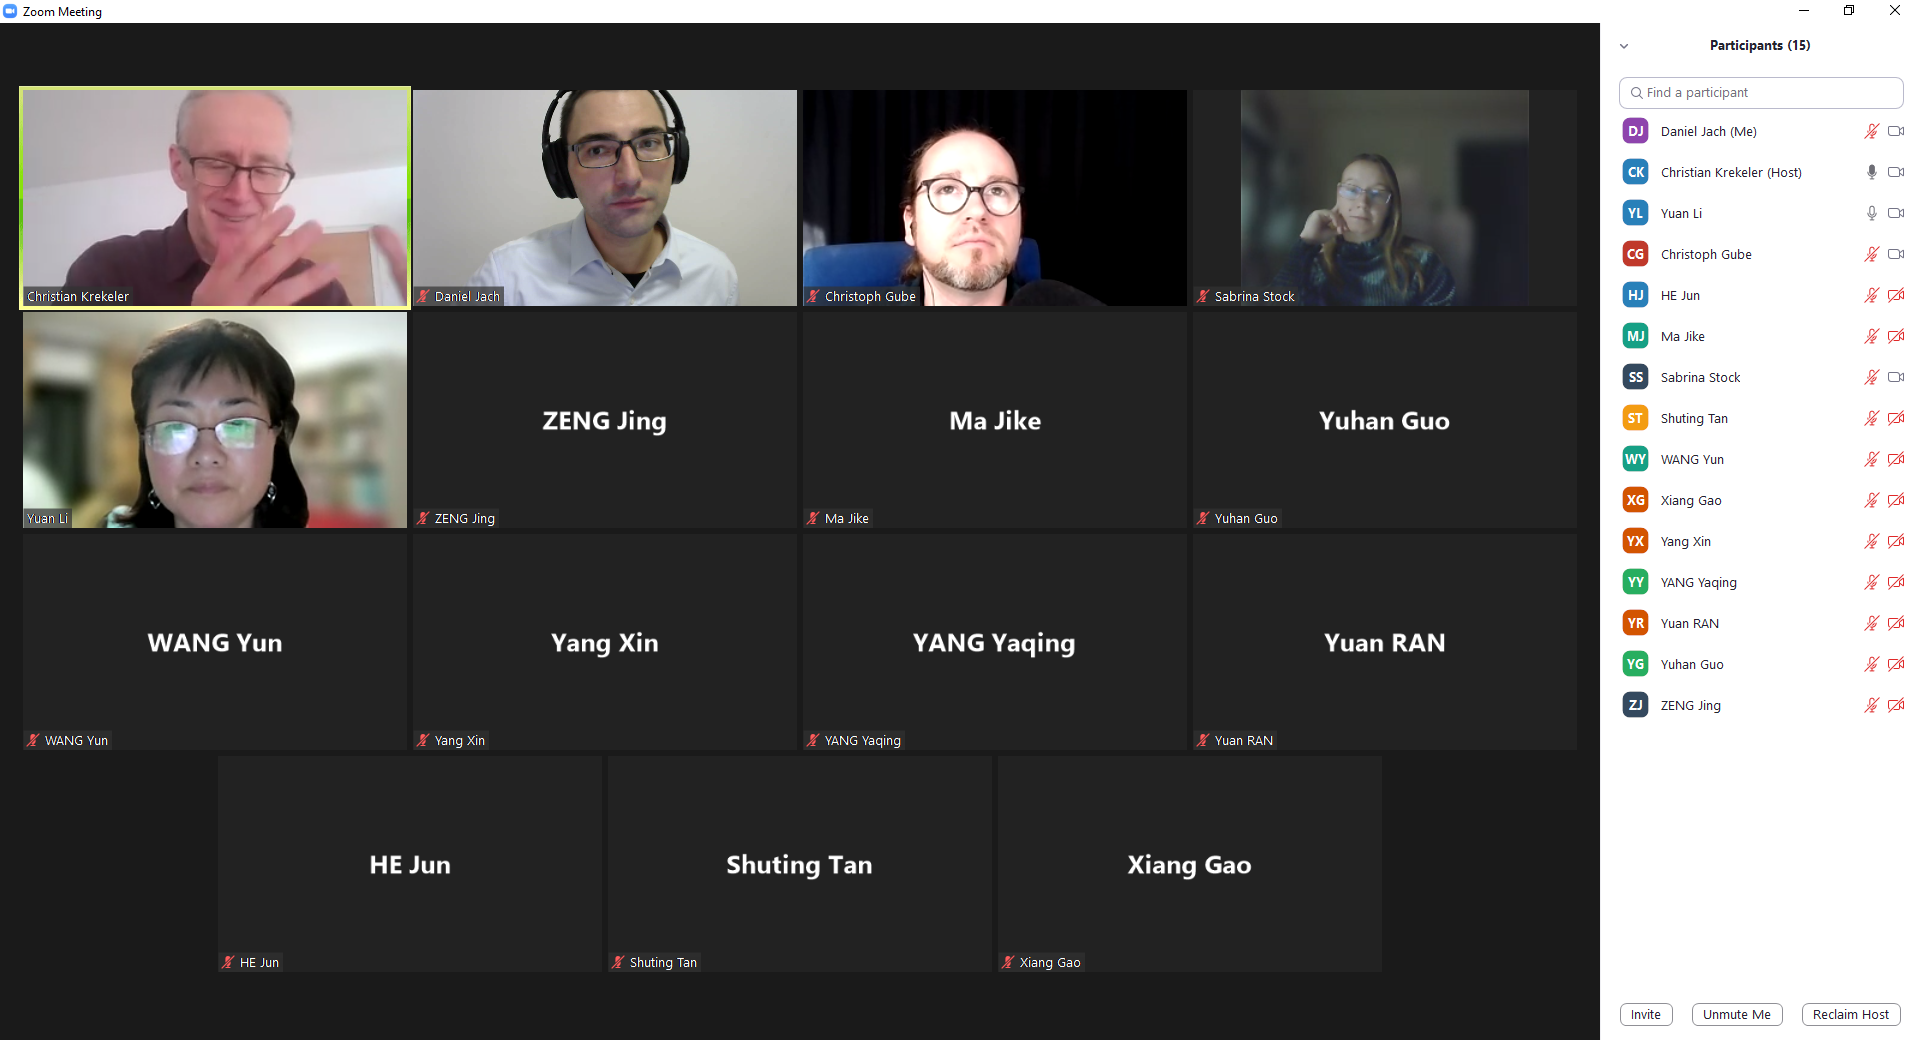 Zoom Meeting
Christian Krekeler
Daniel Jach
Christoph Gube
Sabrina Stock
Yuan Li
ZENG Jing
ZENG Jing
Ma Jike
Ma Jike
Yuhan Guo
Yuhan Guo
WANG Yun
WANG Yun
Yang Xin
Yang Xin
YANG Yaqing
YANG Yaqing
Yuan RAN
Yuan RAN
HE Jun
HE Jun
Shuting Tan
Shuting Tan
Xiang Gao
Xiang Gao
Participants (15)
Find a participant
DJ Daniel Jach (Me)
CK Christian Krekeler (Host)
YL Yuan Li
CG Christoph Gube
HJ HE Jun
MJ Ma Jike
SS Sabrina Stock
ST Shuting Tan
WY WANG Yun
XG Xiang Gao
YX Yang Xin
YY YANG Yaqing
YR Yuan RAN
YG Yuhan Guo
ZJ ZENG Jing
Invite Unmute Me Reclaim Host